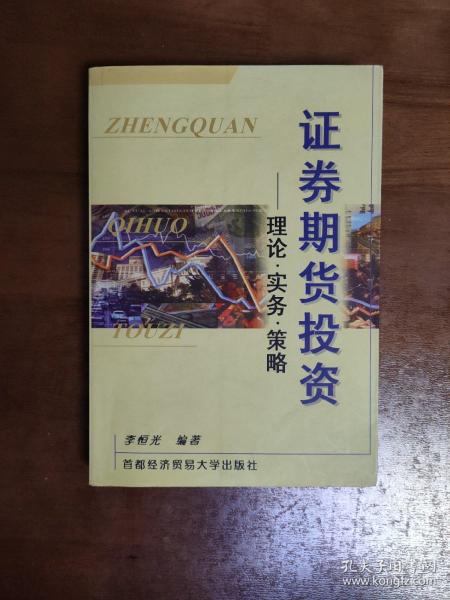 ZHENGQUAN
QIHUO
TOUZI
证券期货投资
——理论·实务·策略
李恒光 编著
首都经济贸易大学出版社
孔夫子旧书网
www.kongfz.com